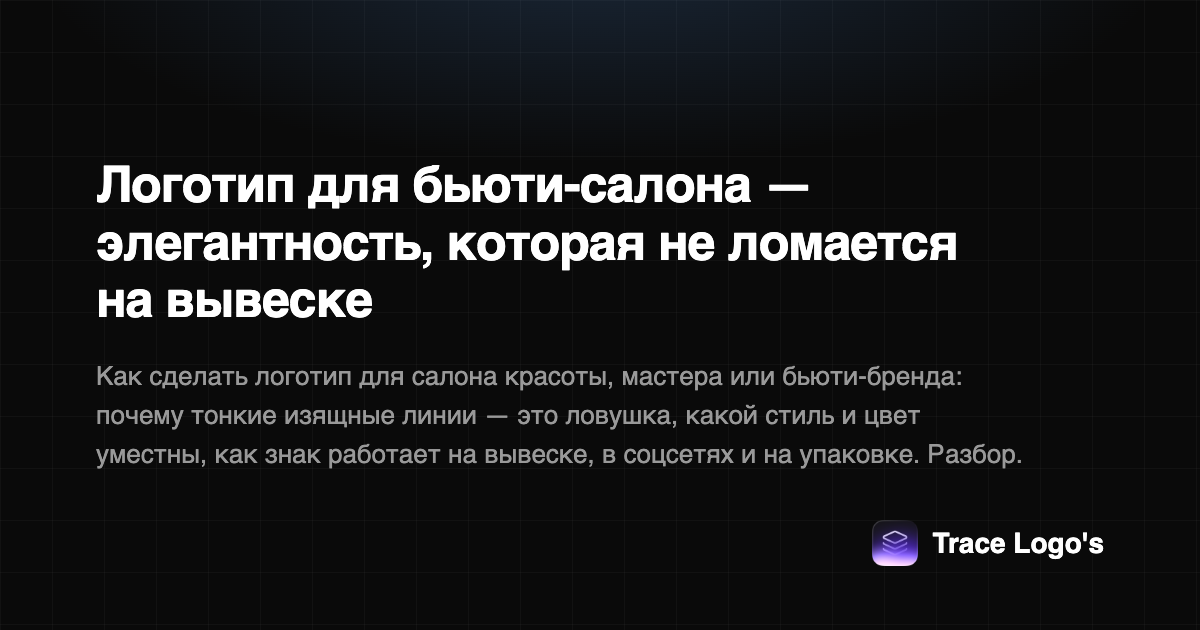 Логотип для бьюти-салона —
элегантность, которая не ломается
на вывеске
Как сделать логотип для салона красоты, мастера или бьюти-бренда:
почему тонкие изящные линии — это ловушка, какой стиль и цвет
уместны, как знак работает на вывеске, в соцсетях и на упаковке. Разбор.
Trace Logo's